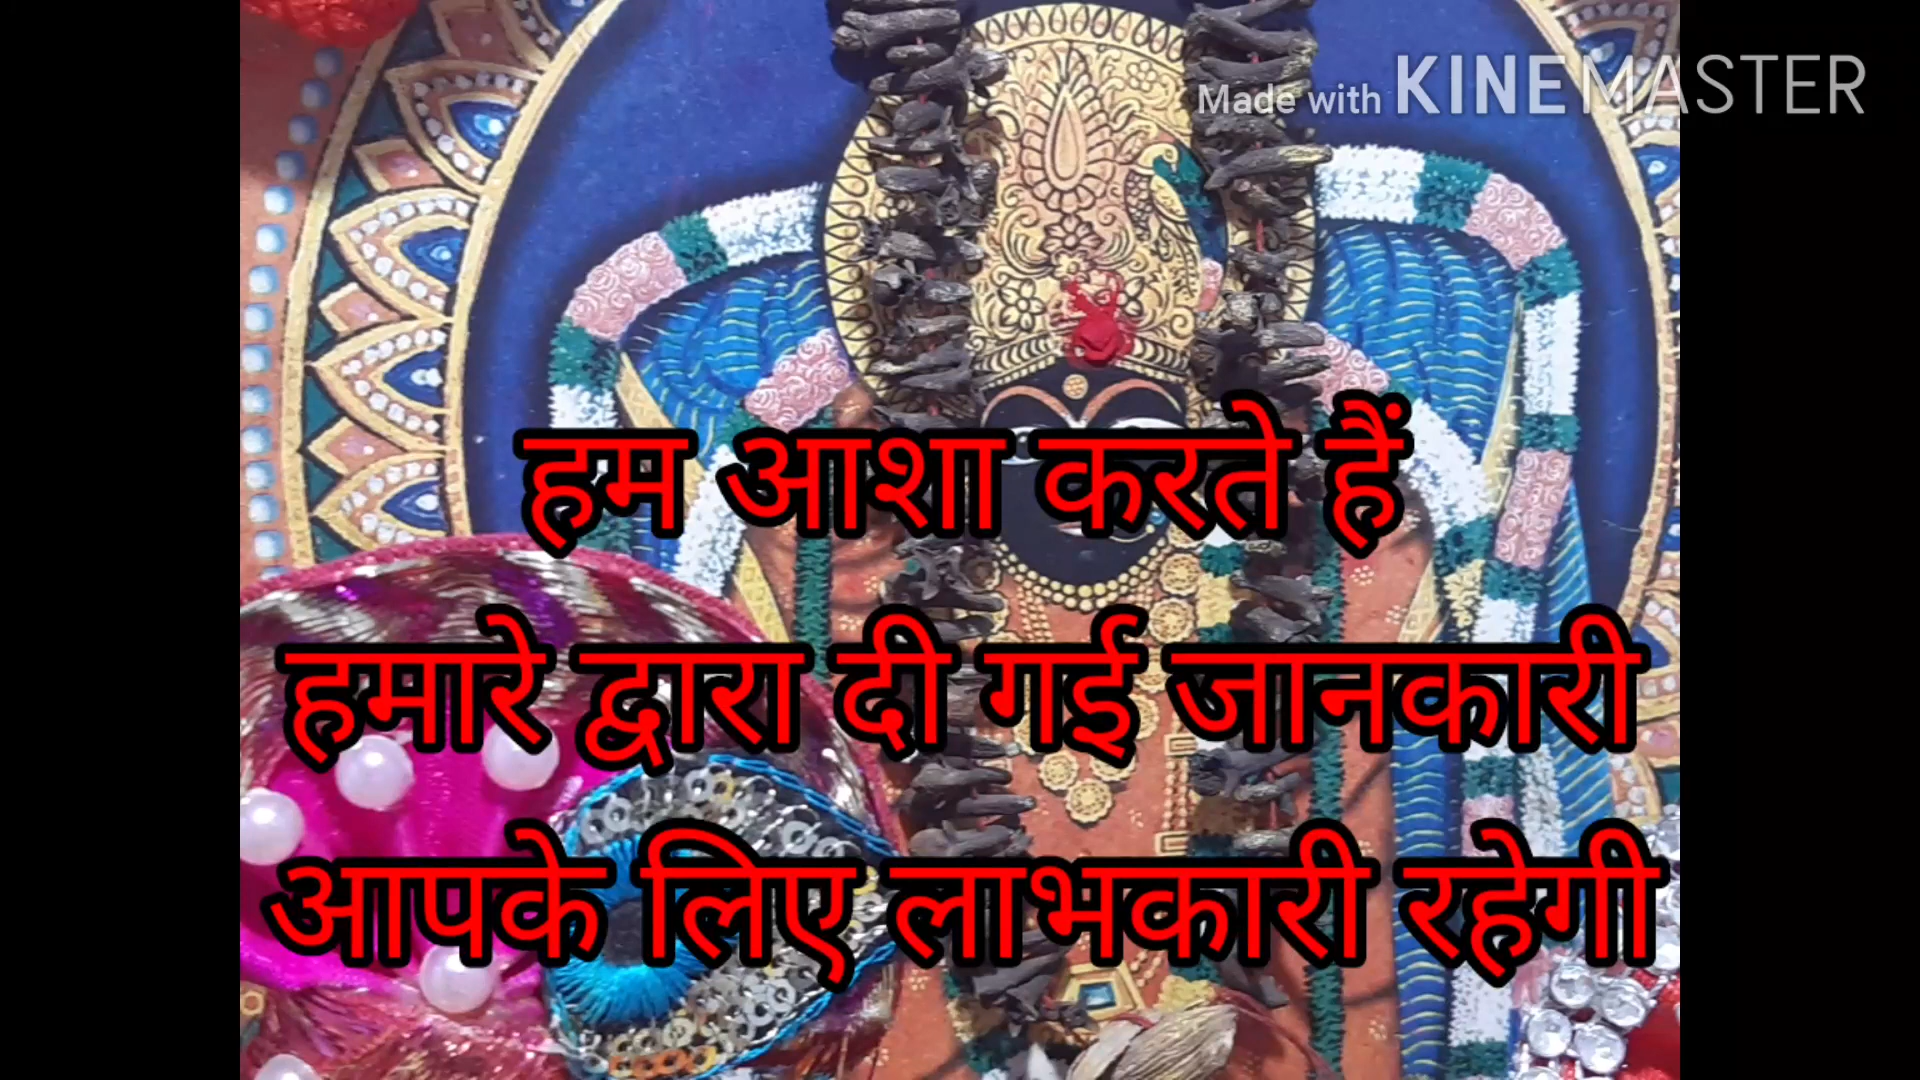 Made with KINEMASTER
हम आशा करते हैं
हमारे द्वारा दी गई जानकारी
आपके लिए लाभकारी रहेगी